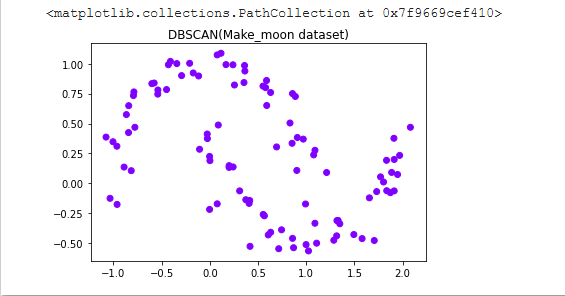 <matplotlib.collections.PathCollection at 0x7f9669cef410>
DBSCAN(Make_moon dataset)
1.00
0.75
0.50
0.25
0.00
−0.25
−0.50
−1.0 −0.5 0.0 0.5 1.0 1.5 2.0